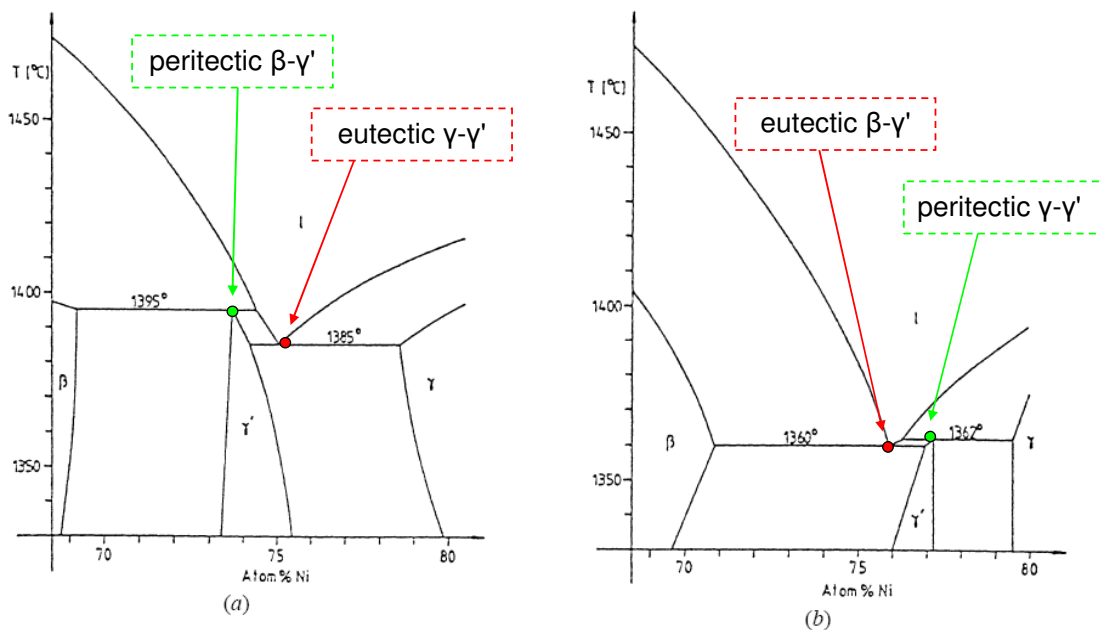 peritectic β-γ'
eutectic γ-γ'
T [°C]
1450
1400
1350
l
1395°
1385°
β
γ'
γ
70
75
80
Atom % Ni
(a)
eutectic β-γ'
peritectic γ-γ'
T [°C]
1450
1400
1350
l
1360°
1362°
β
γ'
γ
70
75
80
Atom % Ni
(b)